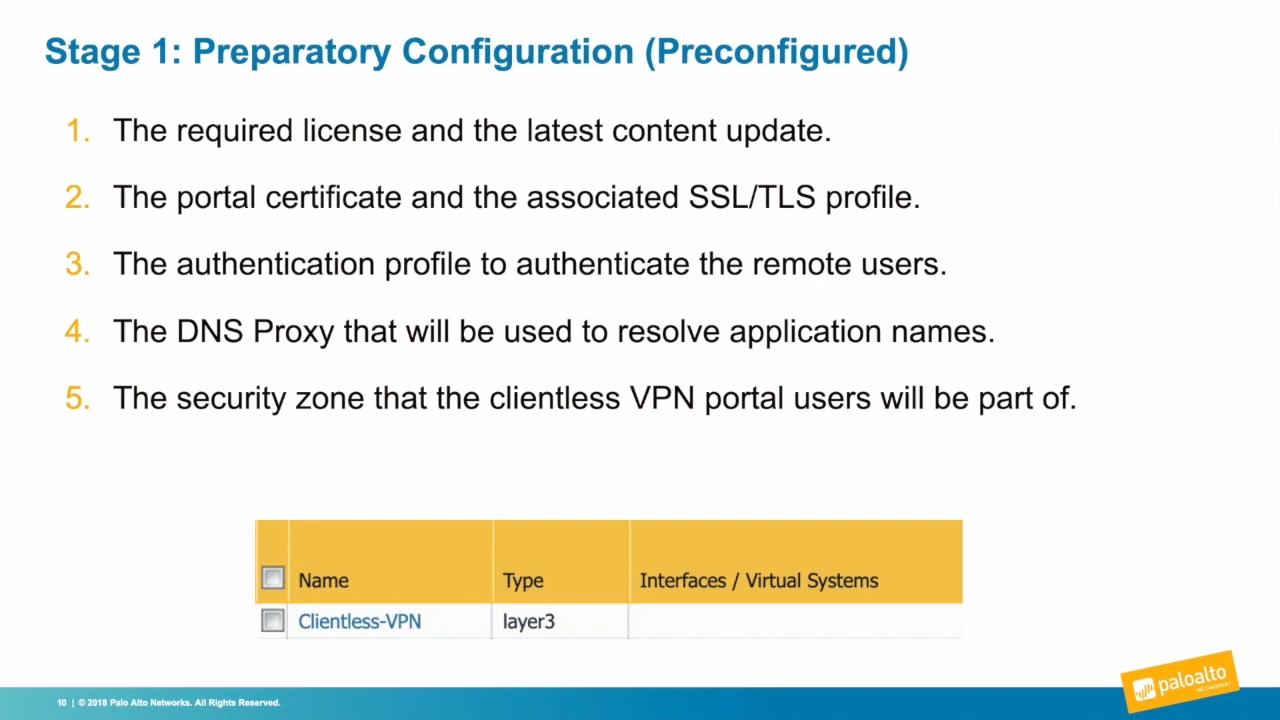 Stage 1: Preparatory Configuration (Preconfigured)
1. The required license and the latest content update.
2. The portal certificate and the associated SSL/TLS profile.
3. The authentication profile to authenticate the remote users.
4. The DNS Proxy that will be used to resolve application names.
5. The security zone that the clientless VPN portal users will be part of.
Name Type Interfaces / Virtual Systems
Clientless-VPN layer3
10 | © 2018 Palo Alto Networks. All Rights Reserved.
paloalto
NETWORKS